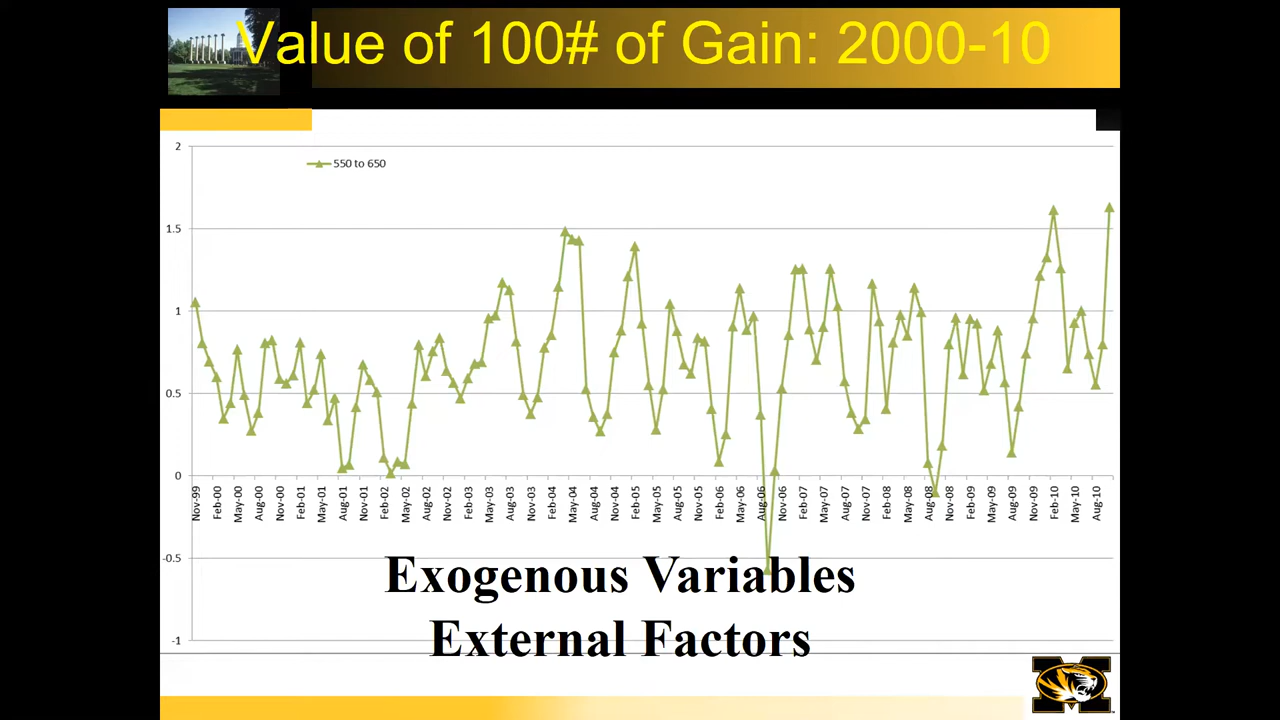 Value of 100# of Gain: 2000-10
2
550 to 650
1.5
1
0.5
0
Nov-99 Feb-00 May-00 Aug-00 Nov-00 Feb-01 May-01 Aug-01 Nov-01 Feb-02 May-02 Aug-02 Nov-02 Feb-03 May-03 Aug-03 Nov-03 Feb-04 May-04 Aug-04 Nov-04 Feb-05 May-05 Aug-05 Nov-05 Feb-06 May-06 Aug-06 Nov-06 Feb-07 May-07 Aug-07 Nov-07 Feb-08 May-08 Aug-08 Nov-08 Feb-09 May-09 Aug-09 Nov-09 Feb-10 May-10 Aug-10
-0.5
Exogenous Variables
External Factors
-1